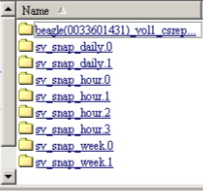 Name
beagle(0033601431)_vol1_csrep...
sv_snap_daily.0
sv_snap_daily.1
sv_snap_hour.0
sv_snap_hour.1
sv_snap_hour.2
sv_snap_hour.3
sv_snap_week.0
sv_snap_week.1